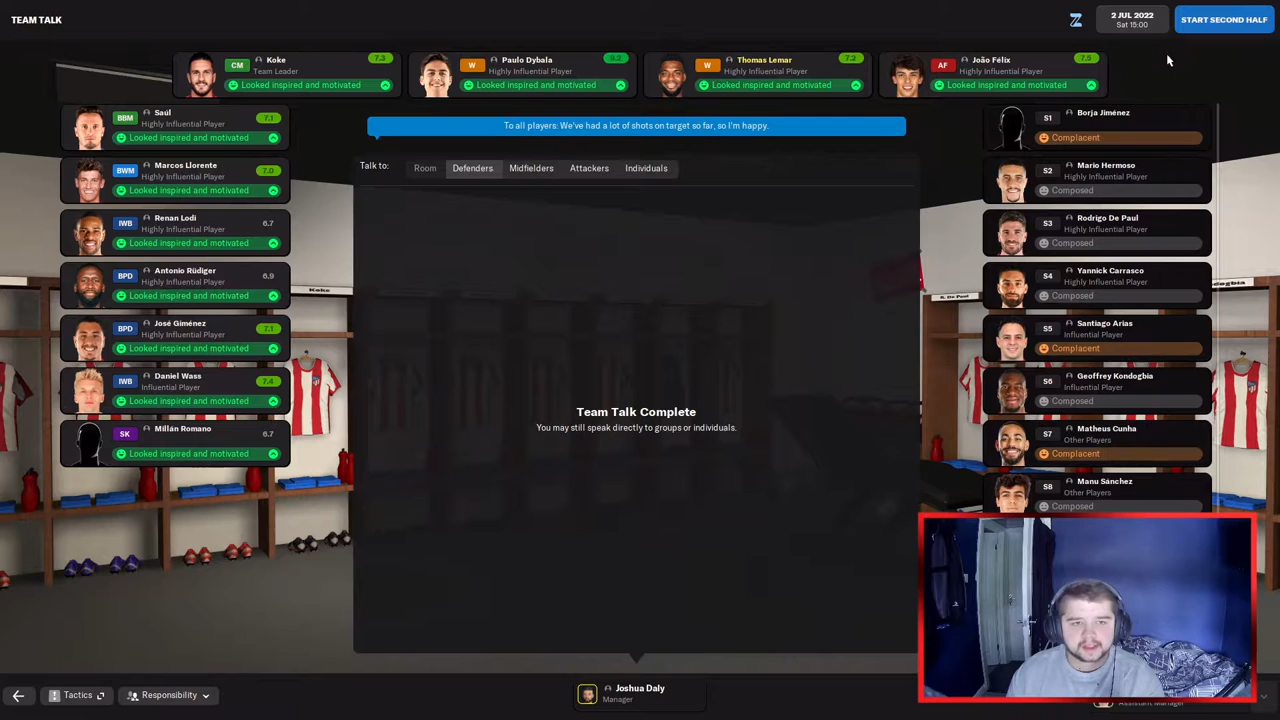 TEAM TALK
2 JUL 2022
Sat 15:00
START SECOND HALF
CM Koke 7.3
Team Leader
Looked inspired and motivated
W Paulo Dybala 9.2
Highly Influential Player
Looked inspired and motivated
W Thomas Lemar 7.2
Highly Influential Player
Looked inspired and motivated
AF João Félix 7.5
Highly Influential Player
Looked inspired and motivated
To all players: We've had a lot of shots on target so far, so I'm happy.
Talk to: Room Defenders Midfielders Attackers Individuals
BBM Saúl 7.1
Highly Influential Player
Looked inspired and motivated
BWM Marcos Llorente 7.0
Highly Influential Player
Looked inspired and motivated
IWB Renan Lodi 6.7
Highly Influential Player
Looked inspired and motivated
BPD Antonio Rüdiger 6.9
Highly Influential Player
Looked inspired and motivated
BPD José Giménez 7.1
Highly Influential Player
Looked inspired and motivated
IWB Daniel Wass 7.4
Influential Player
Looked inspired and motivated
SK Millán Romano 6.7
Looked inspired and motivated
Koke
Team Talk Complete
You may still speak directly to groups or individuals.
S1 Borja Jiménez
Complacent
S2 Mario Hermoso
Highly Influential Player
Composed
S3 Rodrigo De Paul
Highly Influential Player
Composed
S4 Yannick Carrasco
Highly Influential Player
Composed
S5 Santiago Arias
Influential Player
Complacent
S6 Geoffrey Kondogbia
Influential Player
Composed
S7 Matheus Cunha
Other Players
Complacent
S8 Manu Sánchez
Other Players
Composed
Tactics
Responsibility
Joshua Daly
Manager
Assistant Manager